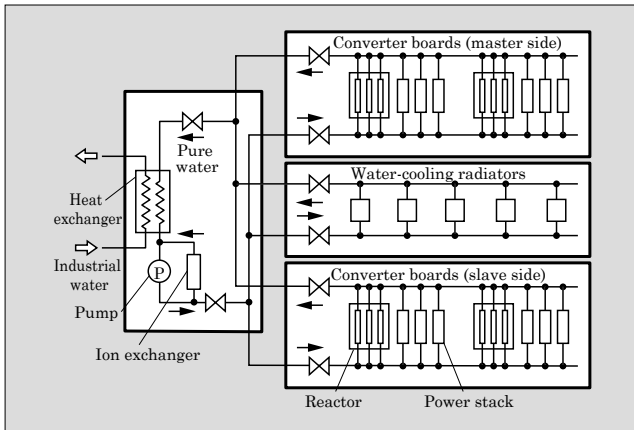 Converter boards (master side)
Pure
water
Water-cooling radiators
Heat
exchanger
Industrial
water
P
Pump
Ion exchanger
Converter boards (slave side)
Reactor
Power stack